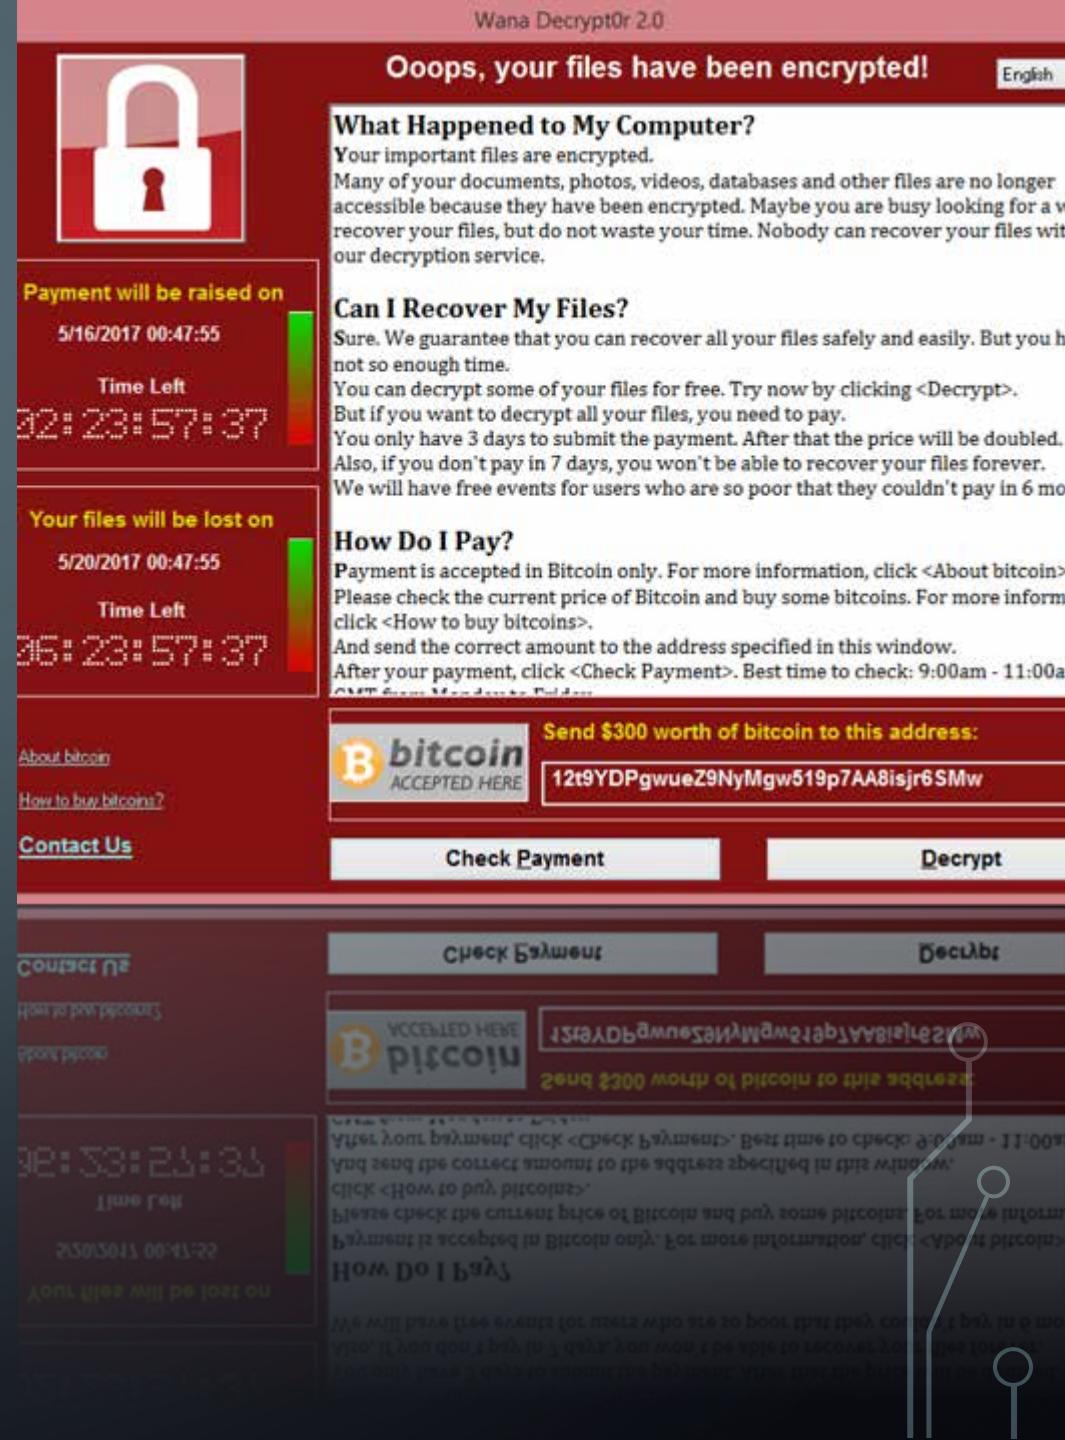 Wana Decrypt0r 2.0
Ooops, your files have been encrypted!
English
What Happened to My Computer?
Your important files are encrypted.
Many of your documents, photos, videos, databases and other files are no longer
accessible because they have been encrypted. Maybe you are busy looking for a
recover your files, but do not waste your time. Nobody can recover your files
our decryption service.
Can I Recover My Files?
Sure. We guarantee that you can recover all your files safely and easily. But you
not so enough time.
You can decrypt some of your files for free. Try now by clicking <Decrypt>.
But if you want to decrypt all your files, you need to pay.
You only have 3 days to submit the payment. After that the price will be doubled.
Also, if you don't pay in 7 days, you won't be able to recover your files forever.
We will have free events for users who are so poor that they couldn't pay in 6
How Do I Pay?
Payment is accepted in Bitcoin only. For more information, click <About bitcoin>
Please check the current price of Bitcoin and buy some bitcoins. For more
click <How to buy bitcoins>.
And send the correct amount to the address specified in this window.
After your payment, click <Check Payment>. Best time to check: 9:00am -
Payment will be raised on
5/16/2017 00:47:55
Time Left
02:23:57:37
Your files will be lost on
5/20/2017 00:47:55
Time Left
06:23:57:37
About bitcoin
How to buy bitcoins?
Contact Us
bitcoin
ACCEPTED HERE
Send $300 worth of bitcoin to this address:
12t9YDPgwueZ9NyMgw519p7AA8isjr6SMw
Check Payment
Decrypt